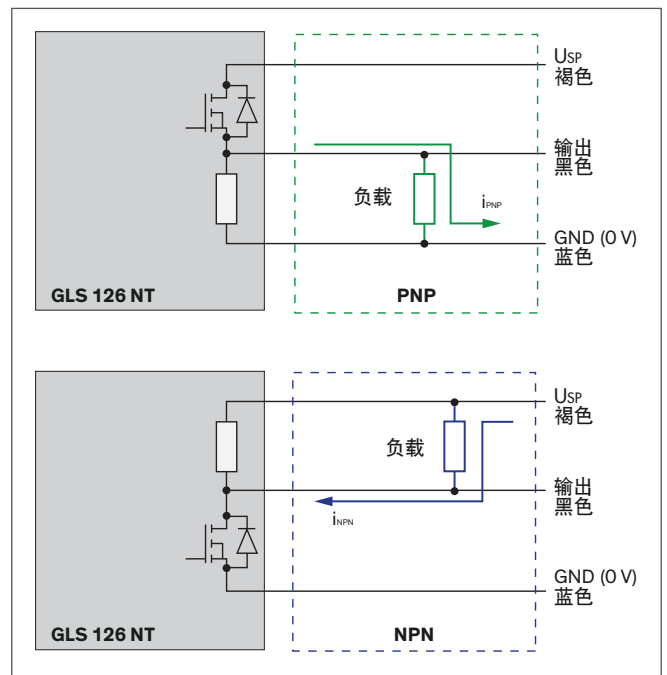 USP
褐色
输出
黑色
负载
iPNP
GND (0 V)
蓝色
GLS 126 NT
PNP
USP
褐色
负载
输出
黑色
iNPN
GND (0 V)
蓝色
GLS 126 NT
NPN